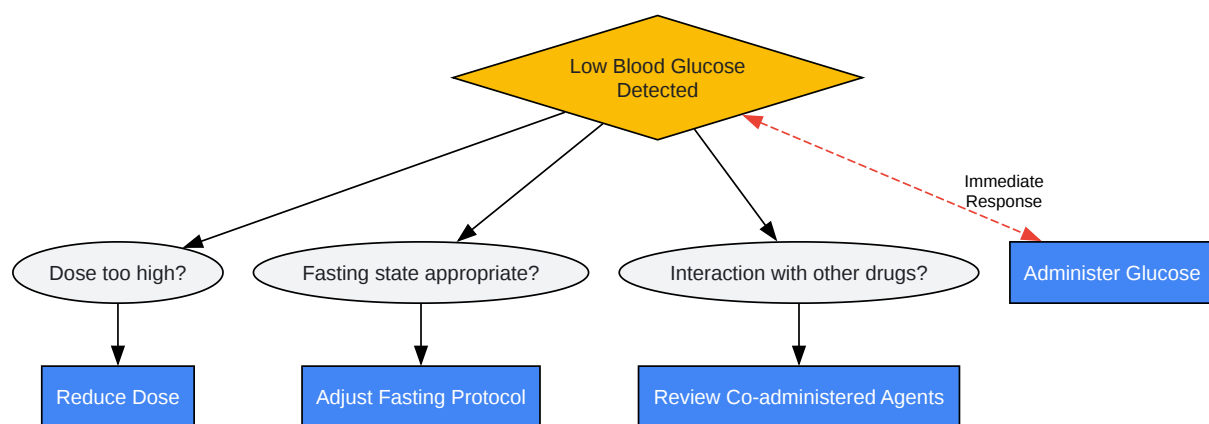 Low Blood Glucose
Detected
Immediate
Response
Dose too high?
Fasting state appropriate?
Interaction with other drugs?
Administer Glucose
Reduce Dose
Adjust Fasting Protocol
Review Co-administered Agents